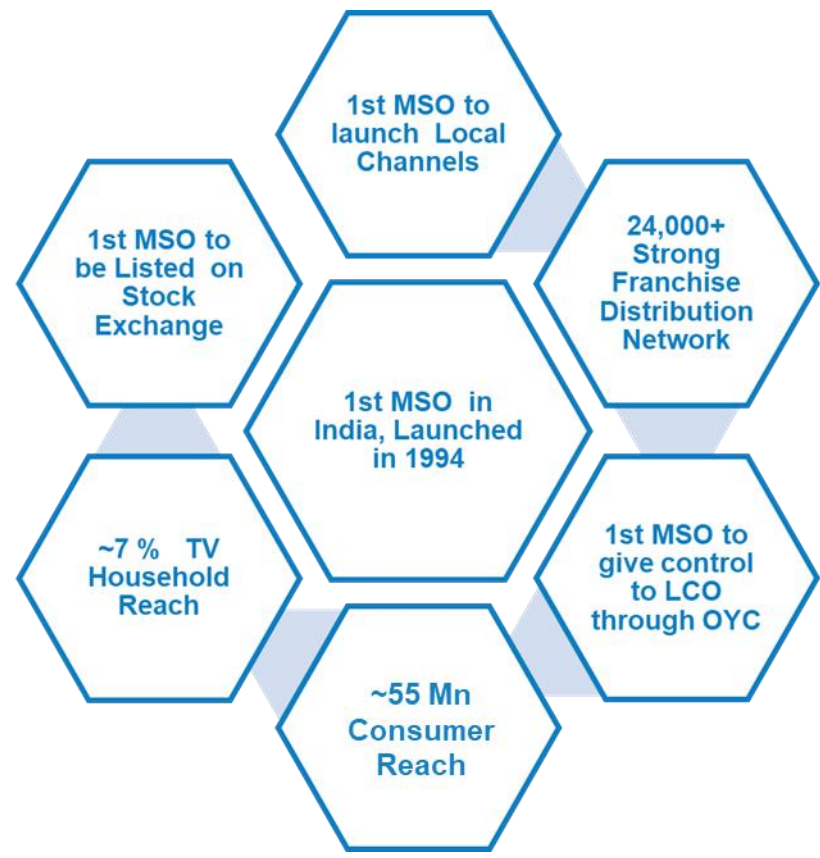 1st MSO to
launch Local
Channels
24,000+
Strong
Franchise
Distribution
Network
1st MSO to
give control
to LCO
through OYC
~55 Mn
Consumer
Reach
~7 % TV
Household
Reach
1st MSO to
be Listed on
Stock
Exchange
1st MSO in
India, Launched
in 1994